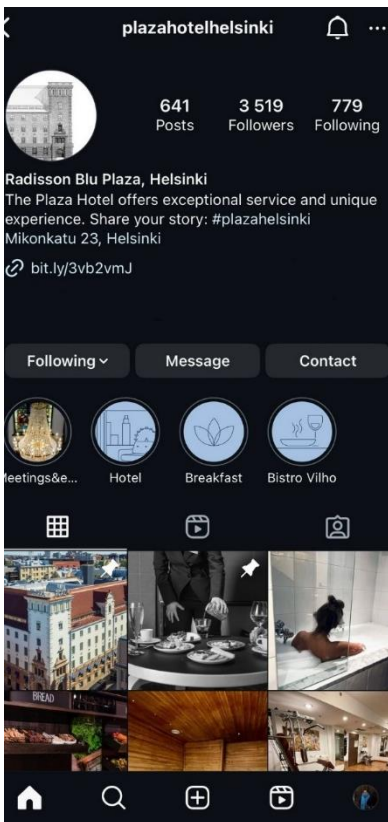 plazahotelhelsinki
641
3 519
779
Posts
Followers
Following
Radisson Blu Plaza, Helsinki
The Plaza Hotel offers exceptional service and unique
experience. Share your story: #plazahelsinki
Mikonkatu 23, Helsinki
bit.ly/3vb2vmJ
Following
Message
Contact
Meetings&e...
Hotel
Breakfast
Bistro Vilho
BREAD